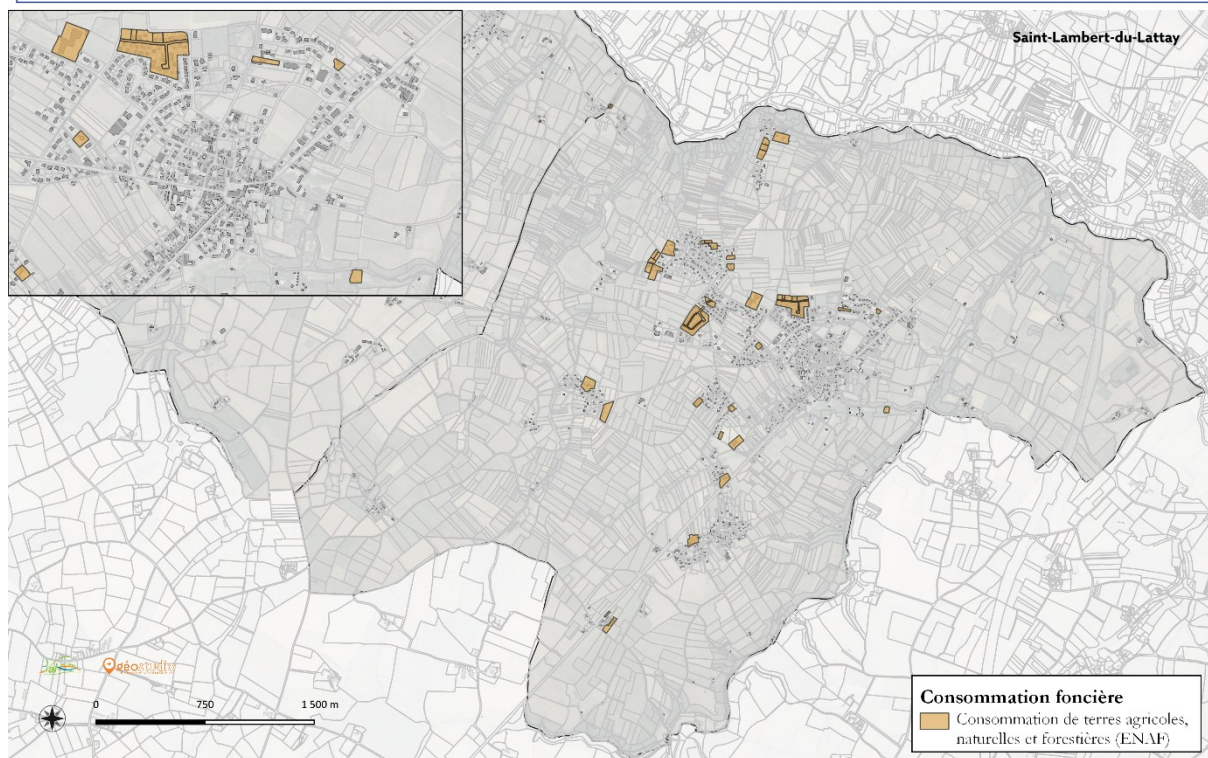 Saint-Lambert-du-Lattay
géostudio
0 750 1 500 m
Consommation foncière
Consommation de terres agricoles,
naturelles et forestières (ENAF)